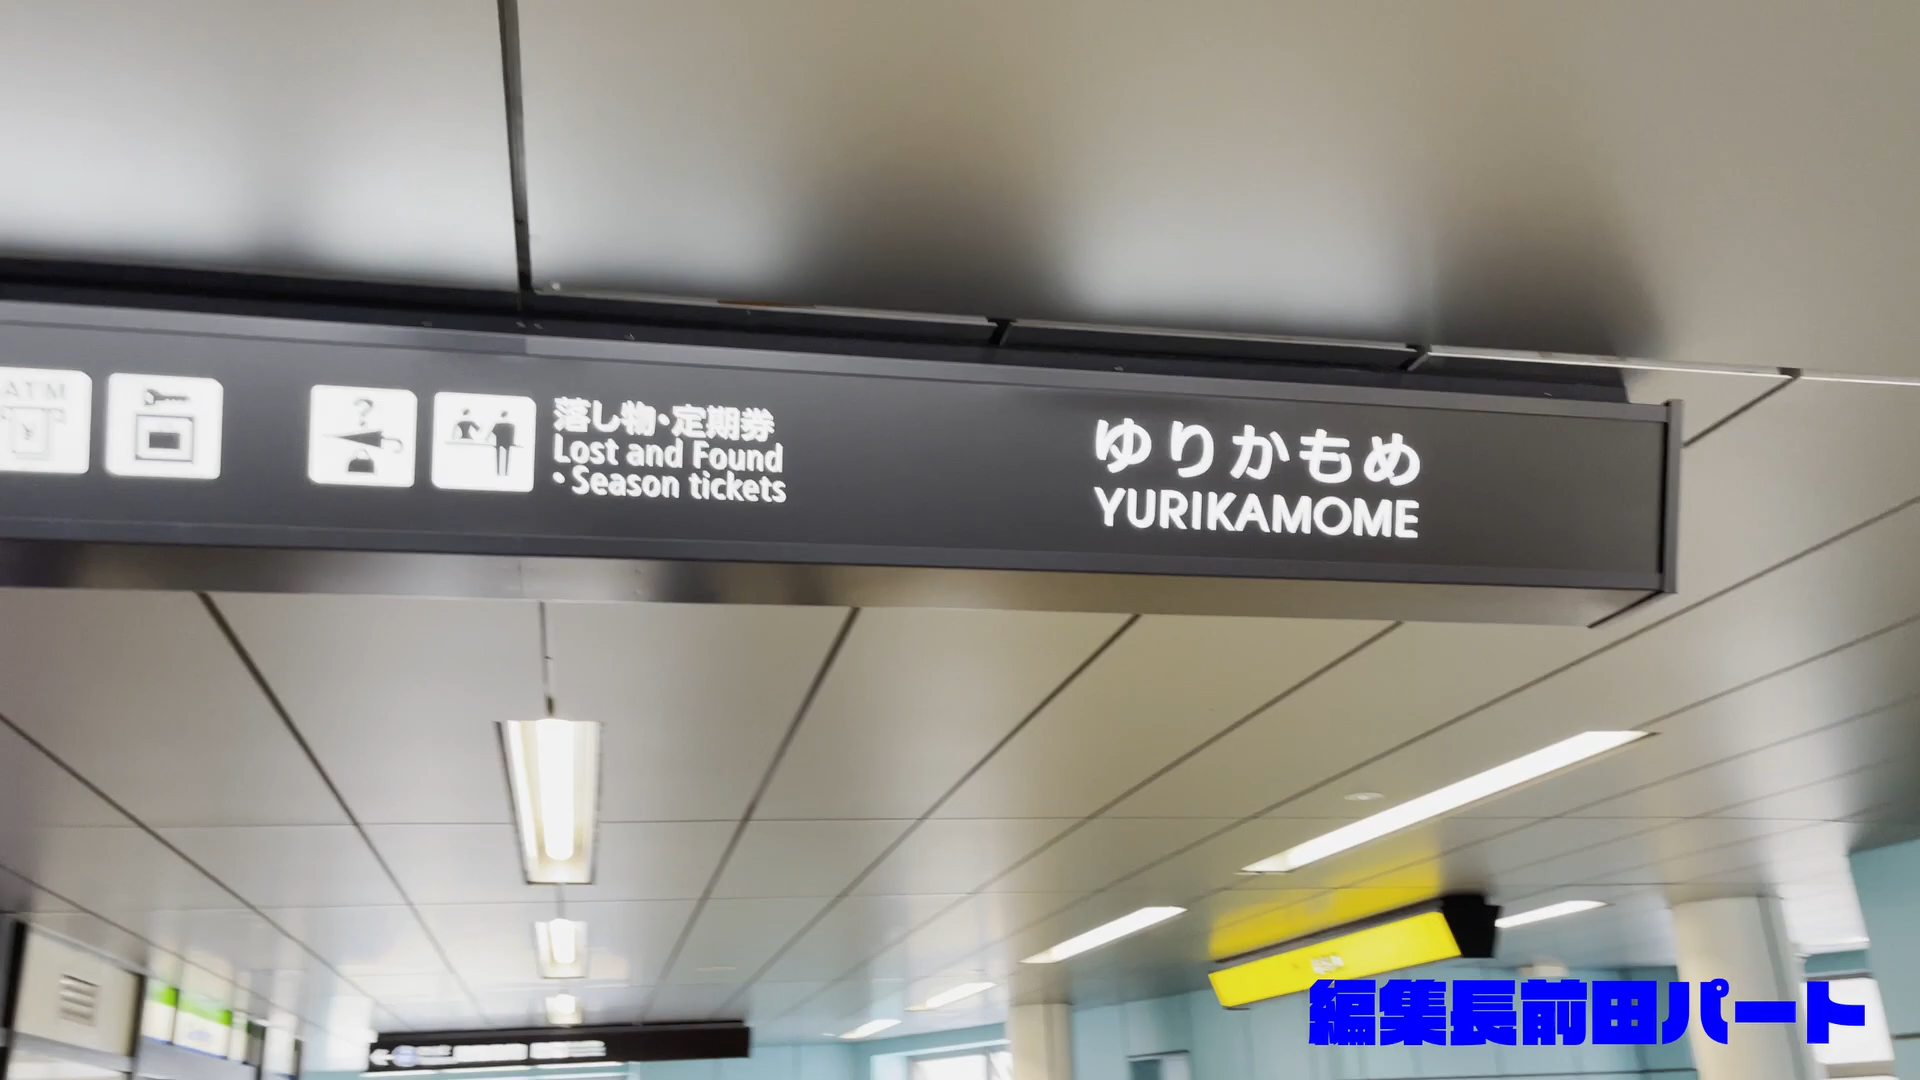 ATM
?
落し物・定期券
Lost and Found
・Season tickets
ゆりかもめ
YURIKAMOME
編集長前田パート